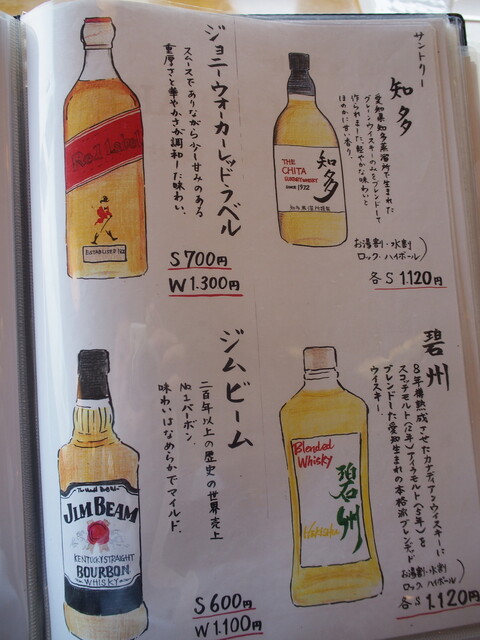 サントリー
知多
愛知県知多蒸溜所で生まれた
グレーンウイスキーのみをブレンドして
作られました。軽やかな味わいと
ほのかに甘い香り。
お湯割・水割
ロック・ハイボール
各S 1.120円
THE
CHITA
SUNTORY WHISKY
SINCE 1972
知多
知多蒸溜所謹製
ジョニーウォーカーレッドラベル
スムースでありながら少し甘みのある
重厚さと華やかさが調和した味わい。
S 700円
W 1.300円
Red Label
碧州
8年樽熟成させたカナディアンウイスキーに
スコッチモルト(12年)アイラモルト(8年)を
ブレンドした愛知生まれの本格派ブレンデッド
ウイスキー。
お湯割・水割
ロック ハイボール
各S 1.120円
Blended
Whisky
碧州
Hekishu
ジムビーム
二百年以上の歴史の世界売上
No.1バーボン。
味わいはなめらかでマイルド。
S 600円
W 1.100円
JIM BEAM
KENTUCKY STRAIGHT
BOURBON
WHISKY